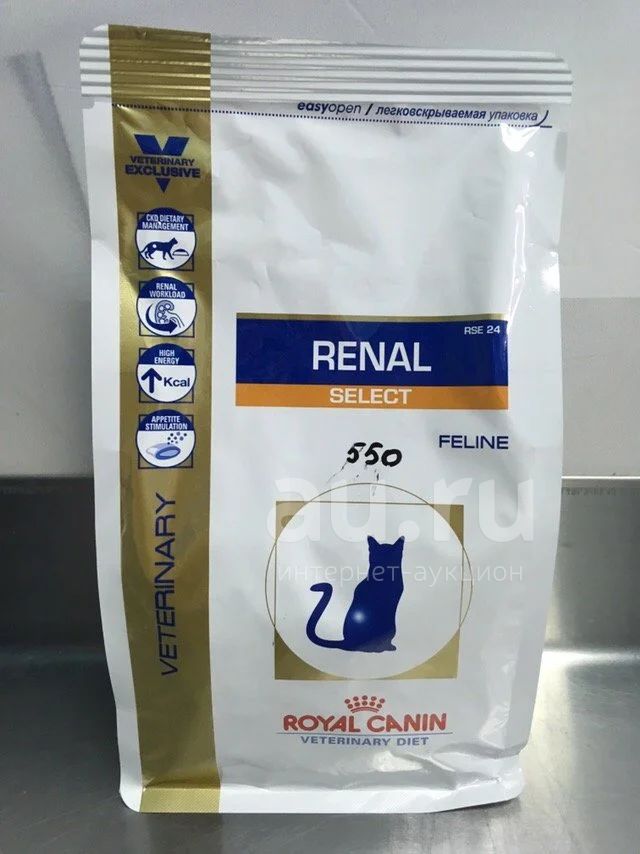 easyopen / легковскрываемая упаковка
VETERINARY
EXCLUSIVE
CKD DIETARY
MANAGEMENT
RENAL
WORKLOAD
HIGH
ENERGY
Kcal
APPETITE
STIMULATION
VETERINARY
RSE 24
RENAL
SELECT
FELINE
550
au.ru
интернет-аукцион
ROYAL CANIN
VETERINARY DIET